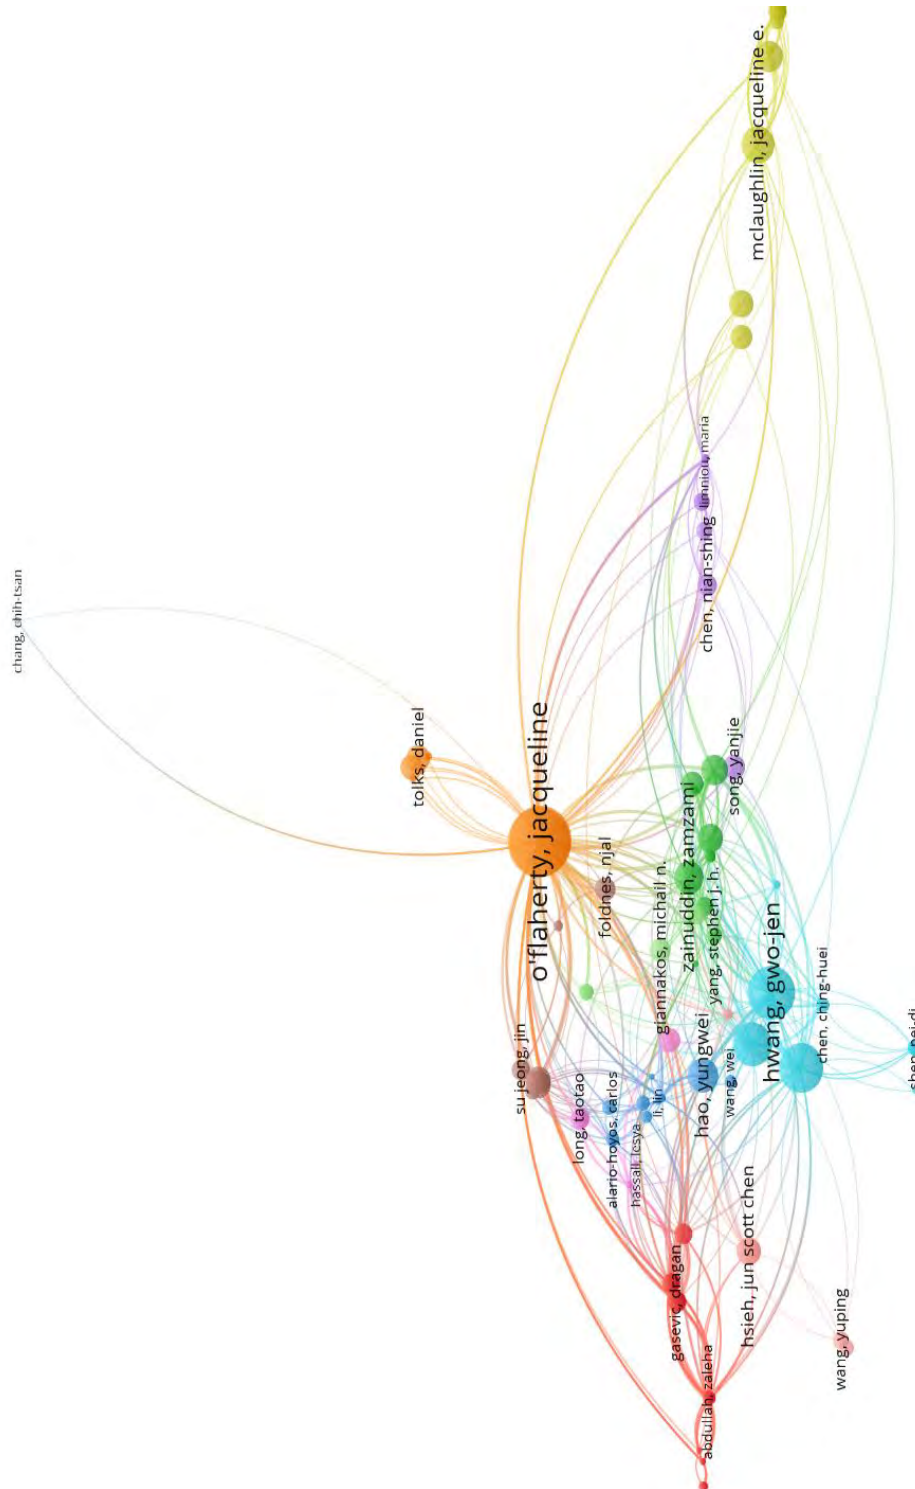 chang, chih-tsan
tolks, daniel
o'flaherty, jacqueline
su jeong, jin
long, taotao
foldnes, njal
alario-hoyos, carlos
hassall, lesya
li, lin
giannakos, michail n.
gasevic, dragan
zainuddin, zamzami
hao, yungwei
chen, nian-shing
limniou, maria
abdullah, zaleha
yang, stephen j. h.
wang, wei
song, yanjie
hsieh, jun scott chen
mclaughlin, jacqueline e.
hwang, gwo-jen
chen, ching-huei
wang, yuping